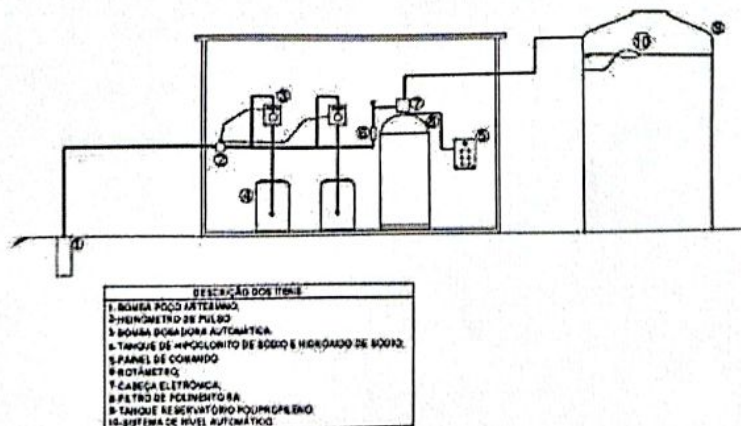 9
10
3
7
6
8
5
2
4
1
DESCRIÇÃO DOS ITENS
1-BOMBA POÇO ARTESIANO;
2-HIDRÔMETRO DE PULSO
3-BOMBA DOSADORA AUTOMÁTICA
4-TANQUE DE HIPOCLORITO DE SÓDIO E HIDRÓXIDO DE SÓDIO;
5-PAINEL DE COMANDO
6-ROTÂMETRO;
7-CABEÇA ELETRÔNICA;
8-FILTRO DE POLIMENTO
9-TANQUE RESERVATÓRIO POLIPROPILENO
10-SISTEMA DE NÍVEL AUTOMÁTICO